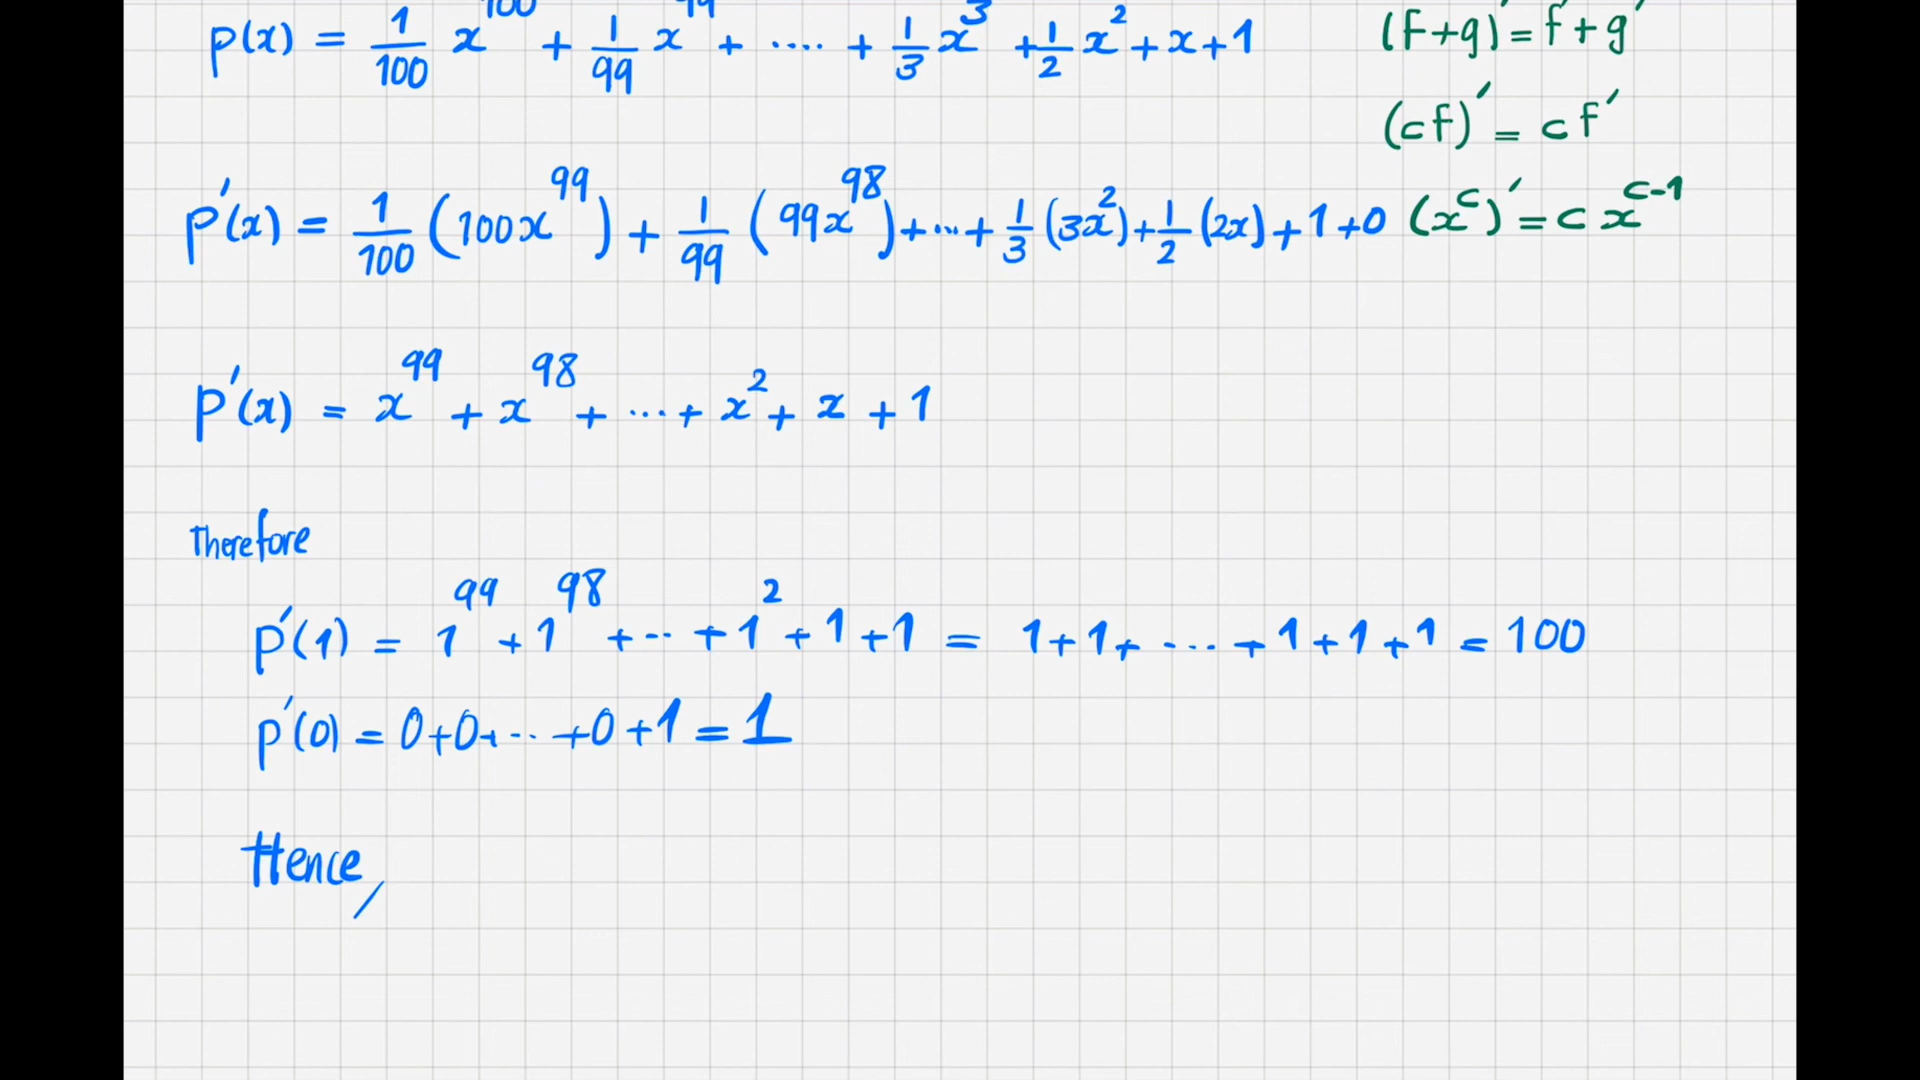 p(x) = 1/100 x^100 + 1/99 x^99 + .... + 1/3 x^3 + 1/2 x^2 + x + 1
(f+g)' = f' + g'
(cf)' = cf'
p'(x) = 1/100 (100x^99) + 1/99 (99x^98) + ... + 1/3 (3x^2) + 1/2 (2x) + 1 + 0
(x^c)' = c x^c-1
p'(x) = x^99 + x^98 + ... + x^2 + x + 1
Therefore
p'(1) = 1^99 + 1^98 + ... + 1^2 + 1 + 1 = 1 + 1 + ... + 1 + 1 + 1 = 100
p'(0) = 0 + 0 + ... + 0 + 1 = 1
Hence,